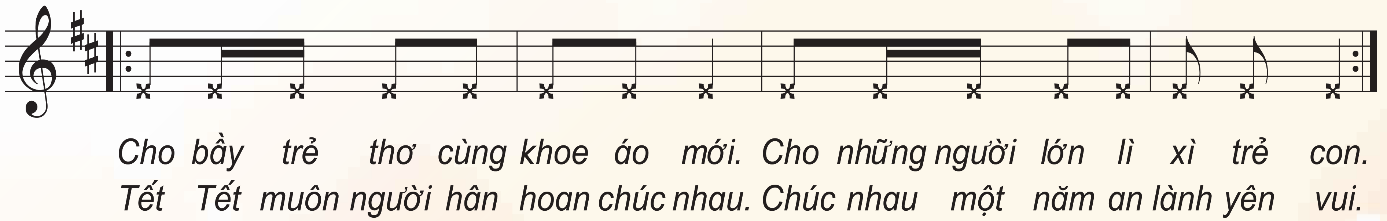 Cho bầy trẻ thơ cùng khoe áo mới. Cho những người lớn lì xì trẻ con.
Tết Tết muôn người hân hoan chúc nhau. Chúc nhau một năm an lành yên vui.